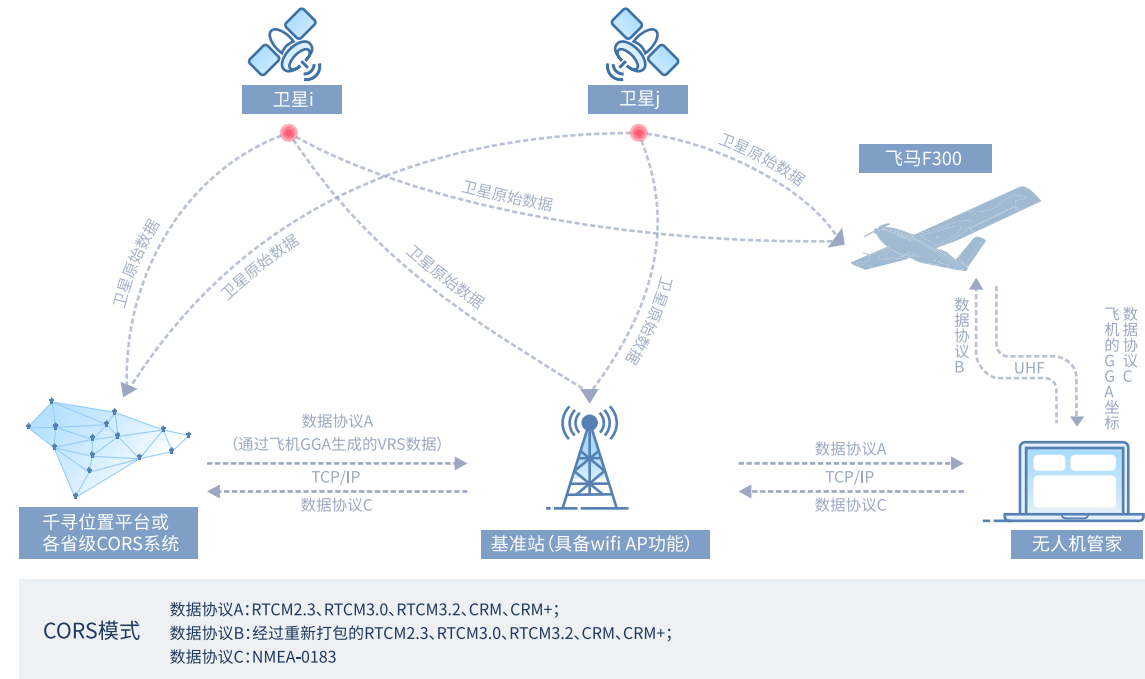 卫星i
卫星j
飞马F300
卫星原始数据
卫星原始数据
卫星原始数据
卫星原始数据
卫星原始数据
卫星原始数据
数据协议B
UHF
数据协议C
飞机的GGA坐标
数据协议A
（通过飞机GGA生成的VRS数据）
TCP/IP
数据协议C
数据协议A
TCP/IP
数据协议C
千寻位置平台或
各省级CORS系统
基准站（具备wifi AP功能）
无人机管家
CORS模式
数据协议A：RTCM2.3、RTCM3.0、RTCM3.2、CRM、CRM+；
数据协议B：经过重新打包的RTCM2.3、RTCM3.0、RTCM3.2、CRM、CRM+；
数据协议C：NMEA-0183